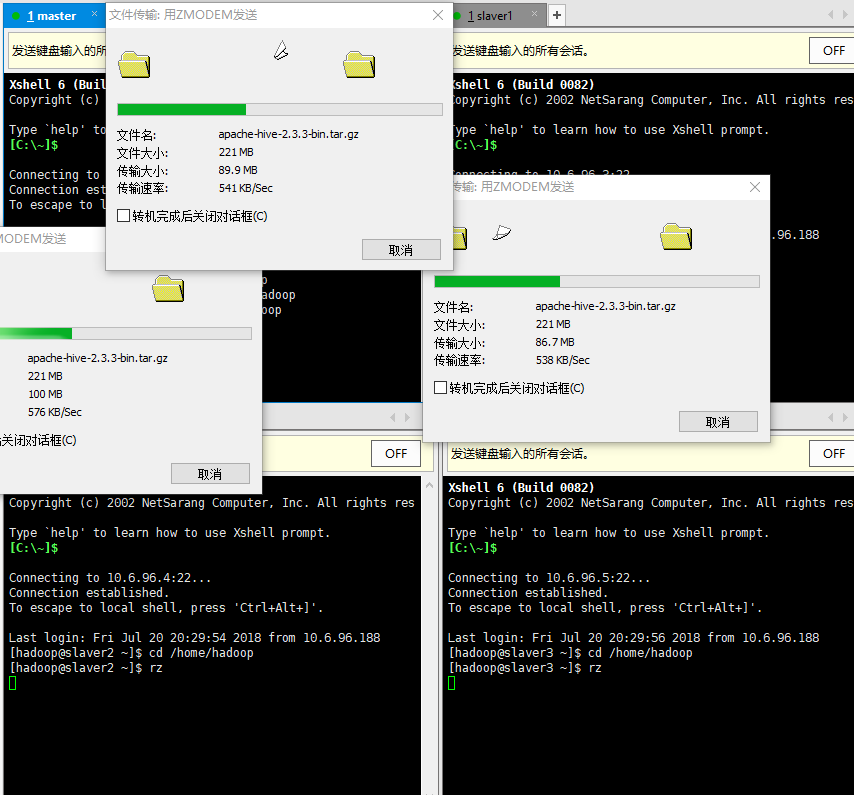 1 master
文件传输: 用ZMODEM发送
1 slaver1
发送键盘输入的所
发送键盘输入的所有会话。
OFF
Xshell 6 (Buil
Copyright (c)
Type `help' to
[C:\~]$
Connecting to
Connection est
To escape to l
文件名: apache-hive-2.3.3-bin.tar.gz
文件大小: 221 MB
传输大小: 89.9 MB
传输速率: 541 KB/Sec
转机完成后关闭对话框(C)
取消
Xshell 6 (Build 0082)
Copyright (c) 2002 NetSarang Computer, Inc. All rights res
Type `help' to learn how to use Xshell prompt.
[C:\~]$
Connecting to 10.6.96.3:22
.96.188
传输: 用ZMODEM发送
文件名: apache-hive-2.3.3-bin.tar.gz
文件大小: 221 MB
传输大小: 86.7 MB
传输速率: 538 KB/Sec
转机完成后关闭对话框(C)
取消
MODEM发送
adoop
oop
apache-hive-2.3.3-bin.tar.gz
221 MB
100 MB
576 KB/Sec
关闭对话框(C)
取消
OFF
Copyright (c) 2002 NetSarang Computer, Inc. All rights res
Type `help' to learn how to use Xshell prompt.
[C:\~]$
Connecting to 10.6.96.4:22...
Connection established.
To escape to local shell, press 'Ctrl+Alt+]'.
Last login: Fri Jul 20 20:29:54 2018 from 10.6.96.188
[hadoop@slaver2 ~]$ cd /home/hadoop
[hadoop@slaver2 ~]$ rz
发送键盘输入的所有会话。
OFF
Xshell 6 (Build 0082)
Copyright (c) 2002 NetSarang Computer, Inc. All rights res
Type `help' to learn how to use Xshell prompt.
[C:\~]$
Connecting to 10.6.96.5:22...
Connection established.
To escape to local shell, press 'Ctrl+Alt+]'.
Last login: Fri Jul 20 20:29:56 2018 from 10.6.96.188
[hadoop@slaver3 ~]$ cd /home/hadoop
[hadoop@slaver3 ~]$ rz